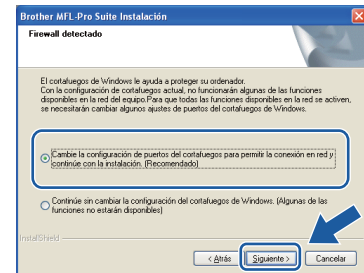 Brother MFL-Pro Suite Instalación
Firewall detectado
El cortafuegos de Windows le ayuda a proteger su ordenador.
Con la configuración de cortafuegos actual, no funcionarán algunas de las funciones
disponibles en la red del equipo.Para que todas las funciones disponibles en la red se activen,
se necesitarán cambiar algunos ajustes de puertos del cortafuegos de Windows.
Cambie la configuración de puertos del cortafuegos para permitir la conexión en red y
continúe con la instalación. (Recomendado)
Continúe sin cambiar la configuración del cortafuegos de Windows. (Algunas de las
funciones no estarán disponibles)
InstallShield
< Atrás
Siguiente >
Cancelar